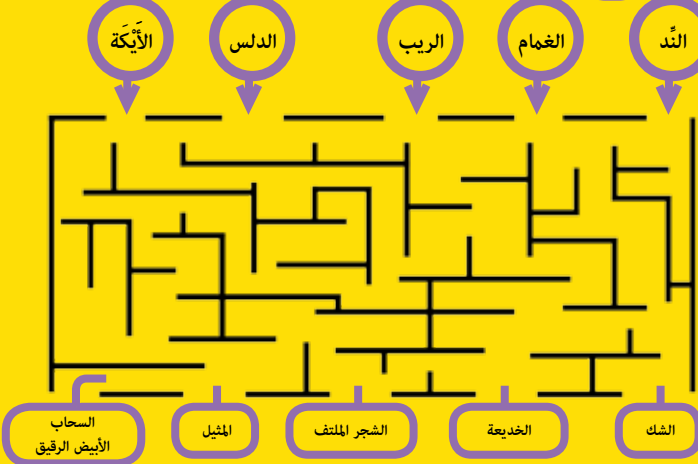 النِّد
الغمام
الريب
الدلس
الأَيْكَة
الشك
الخديعة
الشجر الملتف
المثيل
السحاب
الأبيض الرقيق